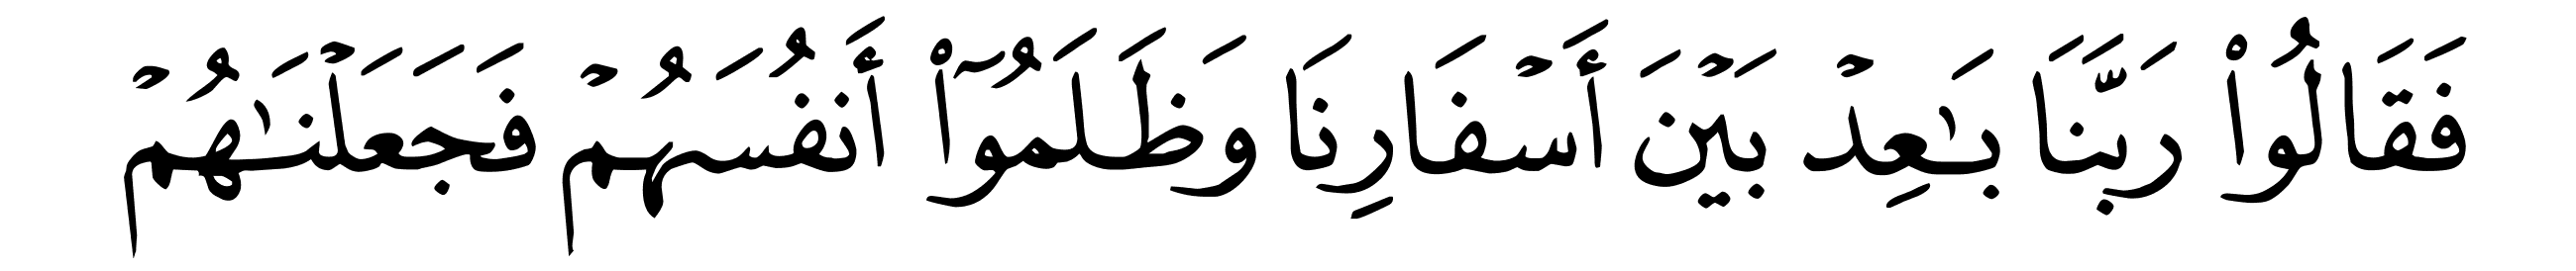 فَقَالُوا۟ رَبَّنَا بَـٰعِدْ بَيْنَ أَسْفَارِنَا وَظَلَمُوٓا۟ أَنفُسَهُمْ فَجَعَلْنَـٰهُمْ